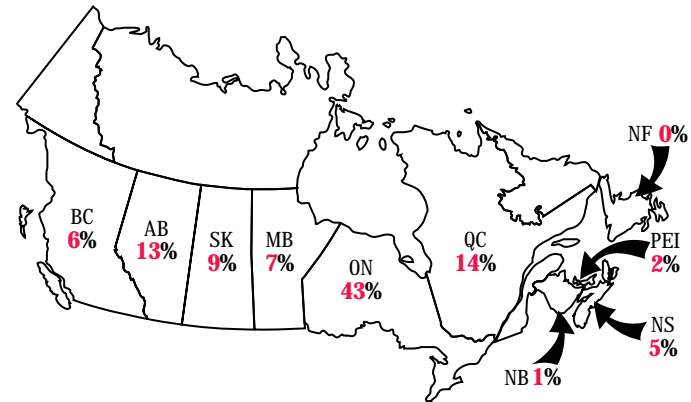 NF 0%
BC
6%
AB
13%
SK
9%
MB
7%
ON
43%
QC
14%
PEI
2%
NS
5%
NB 1%